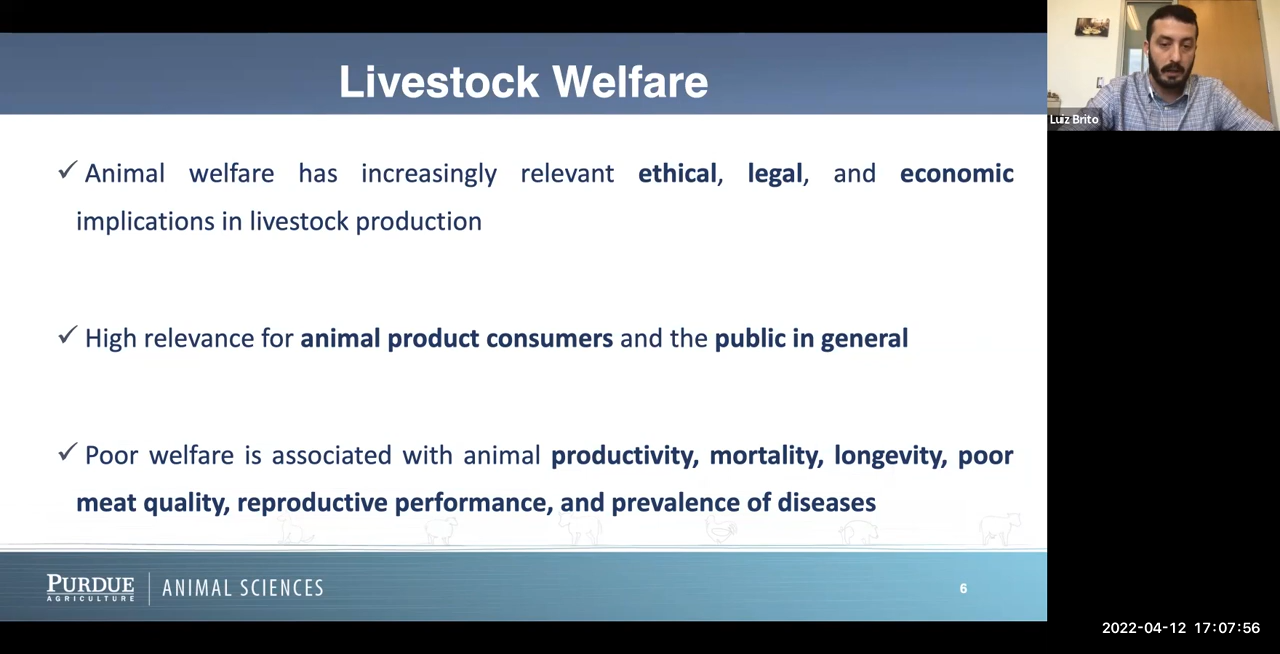 Livestock Welfare
Luiz Brito
✓ Animal welfare has increasingly relevant ethical, legal, and economic
implications in livestock production
✓ High relevance for animal product consumers and the public in general
✓ Poor welfare is associated with animal productivity, mortality, longevity, poor
meat quality, reproductive performance, and prevalence of diseases
PURDUE
AGRICULTURE
ANIMAL SCIENCES
6
2022-04-12 17:07:56